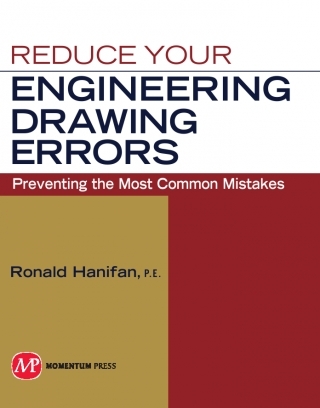 REDUCE YOUR
ENGINEERING
DRAWING
ERRORS
Preventing the Most Common Mistakes
Ronald Hanifan, P.E.
MP
MOMENTUM PRESS